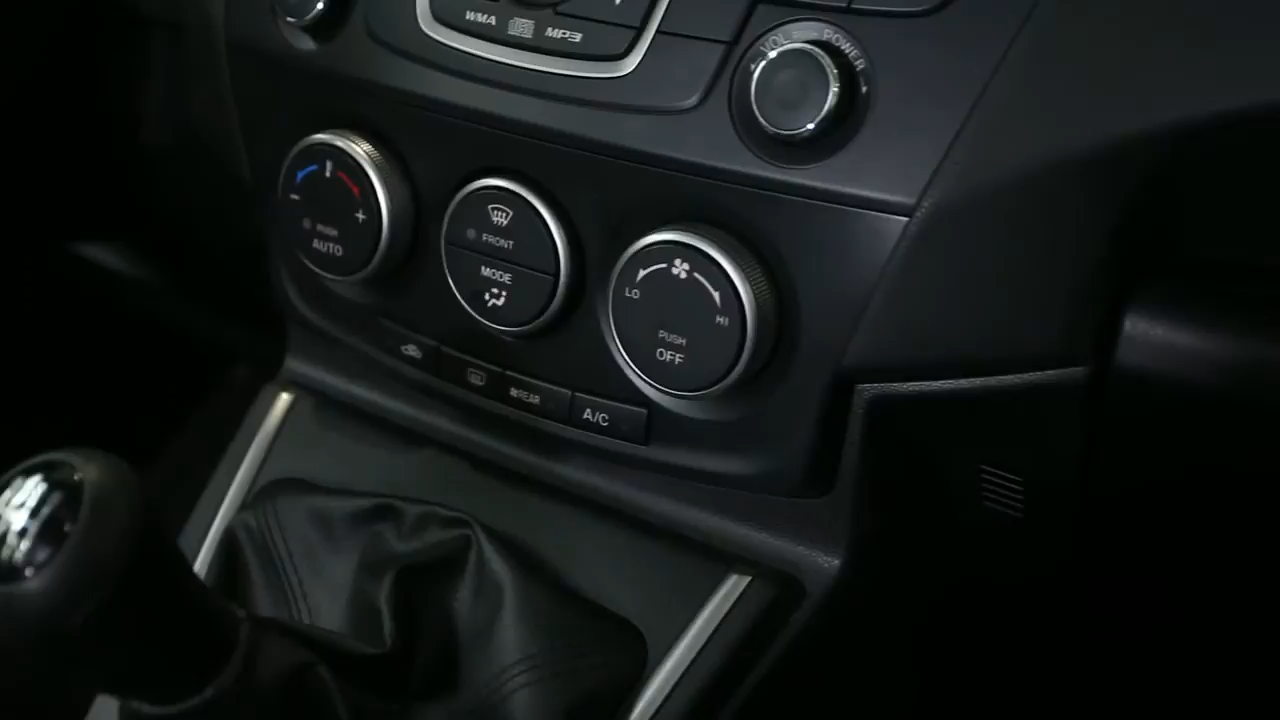 WMA MP3
VOL POWER
- +
PUSH
AUTO
FRONT
MODE
LO HI
PUSH
OFF
REAR
A/C